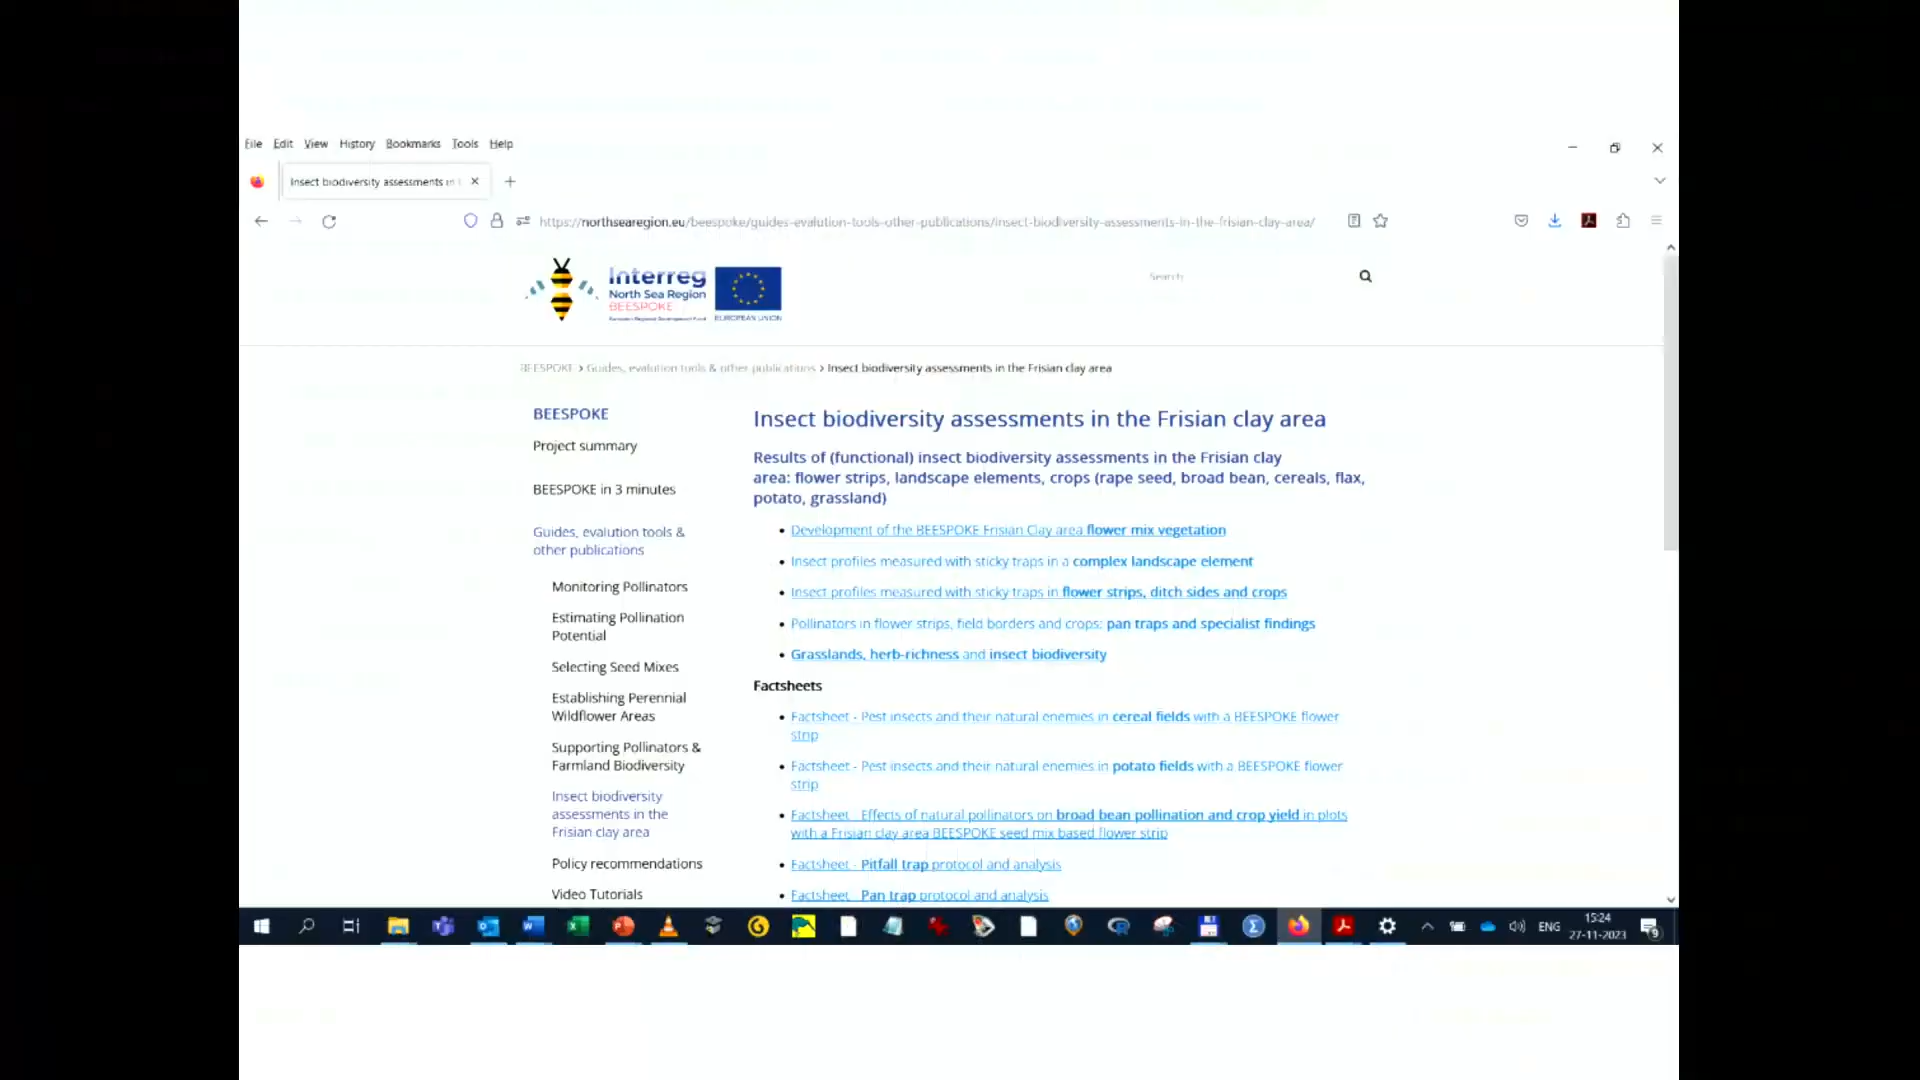 File Edit View History Bookmarks Tools Help
Insect biodiversity assessments in
https://northsearegion.eu/beespoke/guides-evalution-tools-other-publications/insect-biodiversity-assessments-in-the-frisian-clay-area/
Interreg
North Sea Region
BEESPOKE
European Regional Development Fund
EUROPEAN UNION
Search
BEESPOKE > Guides, evalution tools & other publications > Insect biodiversity assessments in the Frisian clay area
BEESPOKE
Project summary
BEESPOKE in 3 minutes
Guides, evalution tools &
other publications
Monitoring Pollinators
Estimating Pollination
Potential
Selecting Seed Mixes
Establishing Perennial
Wildflower Areas
Supporting Pollinators &
Farmland Biodiversity
Insect biodiversity
assessments in the
Frisian clay area
Policy recommendations
Video Tutorials
Insect biodiversity assessments in the Frisian clay area
Results of (functional) insect biodiversity assessments in the Frisian clay
area: flower strips, landscape elements, crops (rape seed, broad bean, cereals, flax,
potato, grassland)
Development of the BEESPOKE Frisian Clay area flower mix vegetation
Insect profiles measured with sticky traps in a complex landscape element
Insect profiles measured with sticky traps in flower strips, ditch sides and crops
Pollinators in flower strips, field borders and crops: pan traps and specialist findings
Grasslands, herb-richness and insect biodiversity
Factsheets
Factsheet - Pest insects and their natural enemies in cereal fields with a BEESPOKE flower
strip
Factsheet - Pest insects and their natural enemies in potato fields with a BEESPOKE flower
strip
Factsheet - Effects of natural pollinators on broad bean pollination and crop yield in plots
with a Frisian clay area BEESPOKE seed mix based flower strip
Factsheet - Pitfall trap protocol and analysis
Factsheet - Pan trap protocol and analysis
ENG
15:24
27-11-2023
9